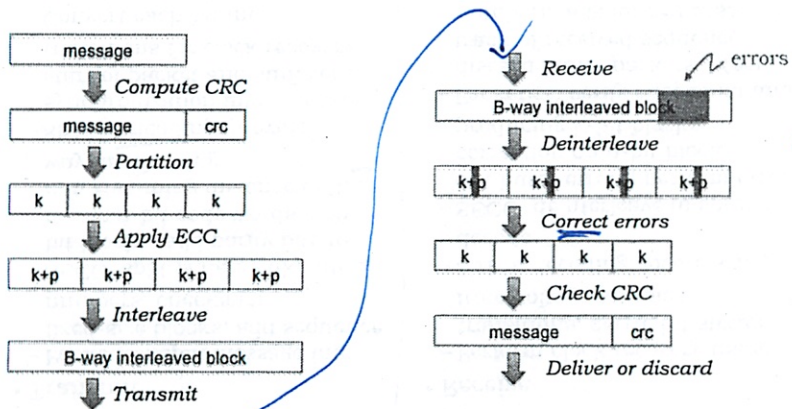 message
Compute CRC
message crc
Partition
k k k k
Apply ECC
k+p k+p k+p k+p
Interleave
B-way interleaved block
Transmit
Receive
errors
B-way interleaved block
Deinterleave
k+p k+p k+p k+p
Correct errors
k k k k
Check CRC
message crc
Deliver or discard